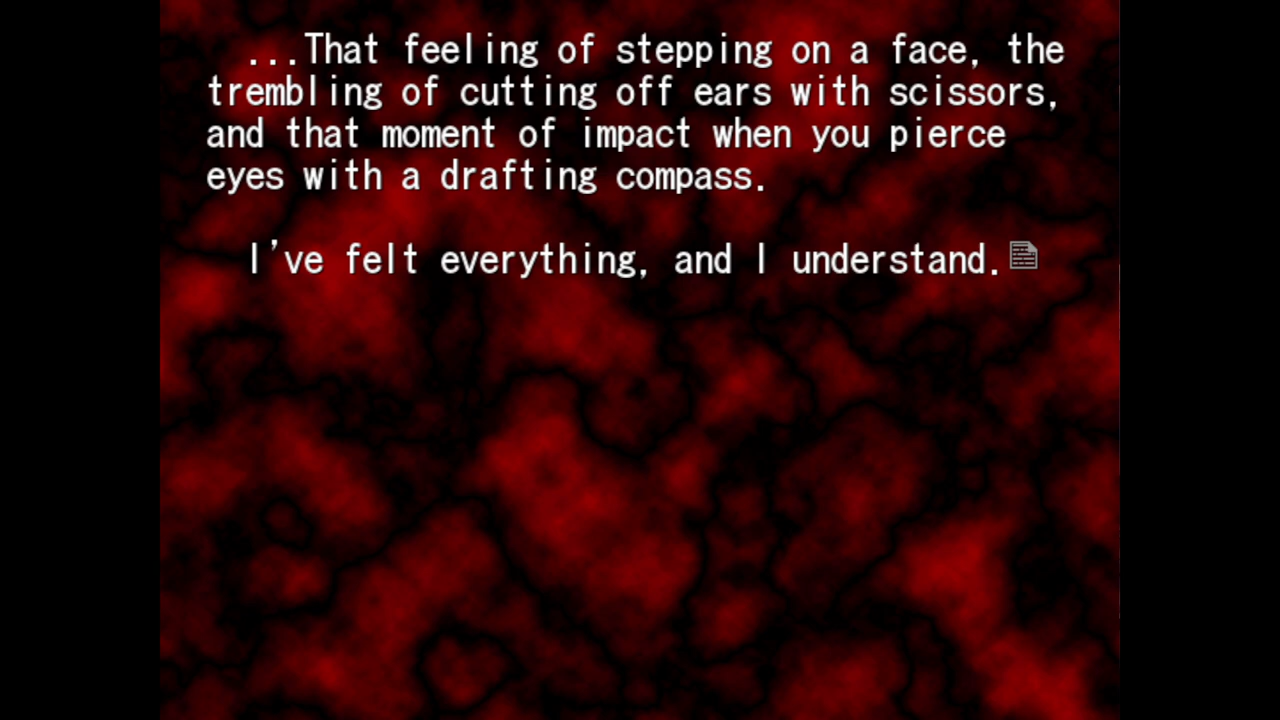 ...That feeling of stepping on a face, the
trembling of cutting off ears with scissors,
and that moment of impact when you pierce
eyes with a drafting compass.
I've felt everything, and I understand.